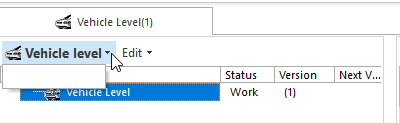 Vehicle Level(1)
Vehicle level Edit
Status Version Next V...
Vehicle Level Work (1)